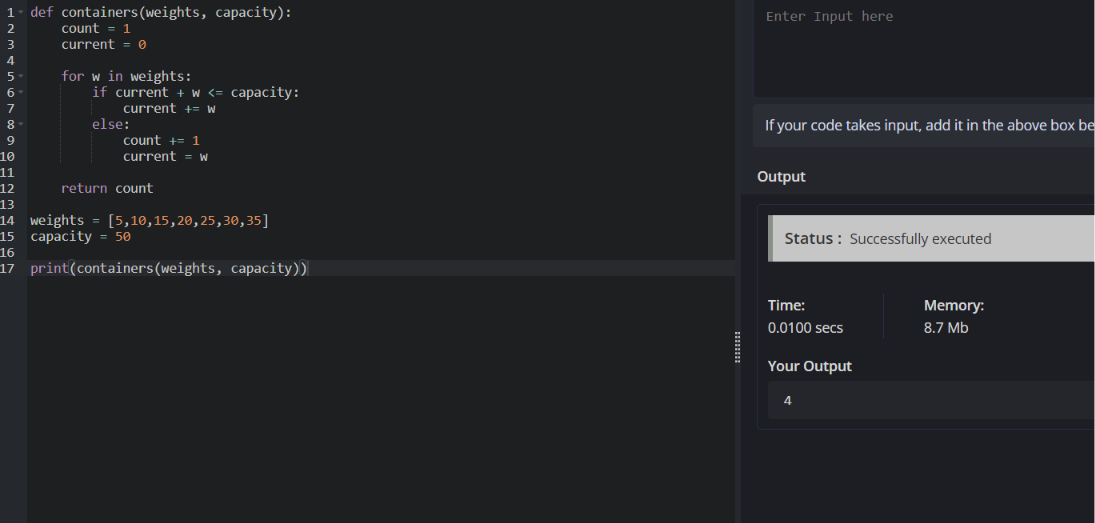 1 def containers(weights, capacity):
2     count = 1
3     current = 0
4
5     for w in weights:
6         if current + w <= capacity:
7             current += w
8         else:
9             count += 1
10             current = w
11
12     return count
13
14 weights = [5,10,15,20,25,30,35]
15 capacity = 50
16
17 print(containers(weights, capacity))
Enter Input here
If your code takes input, add it in the above box be
Output
Status : Successfully executed
Time: Memory:
0.0100 secs 8.7 Mb
Your Output
4